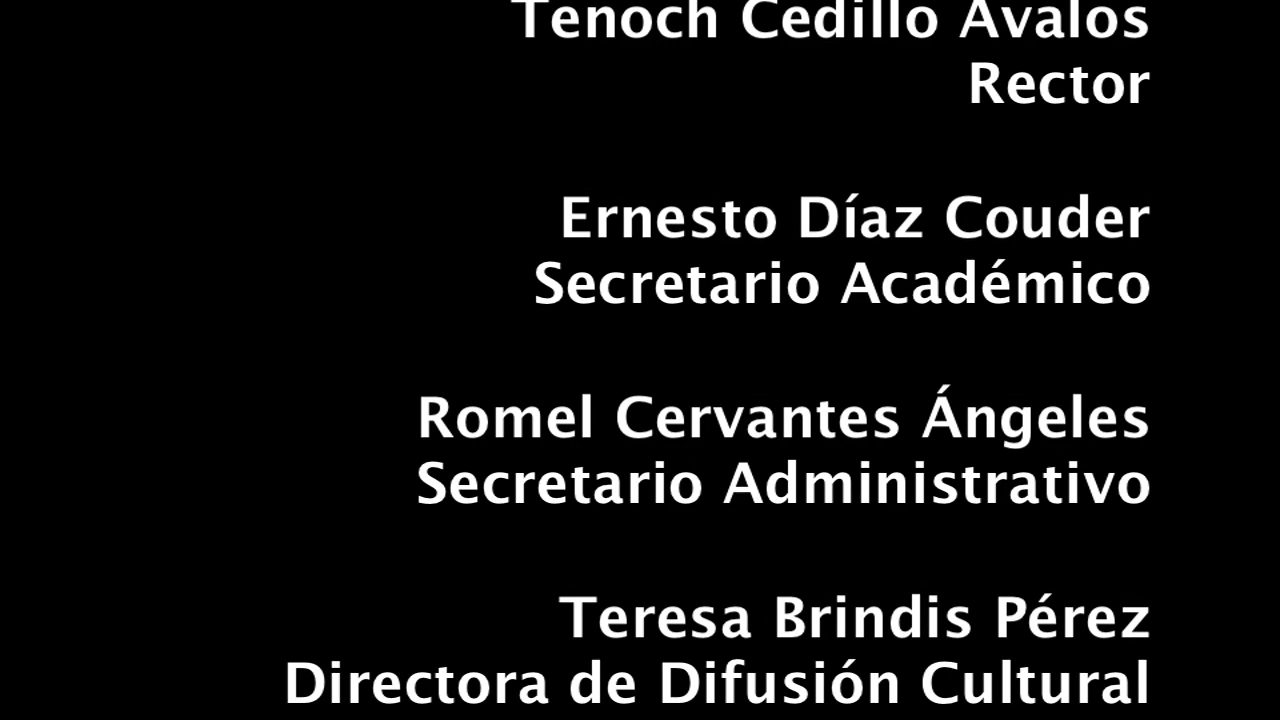 Tenoch Cedillo Avalos
Rector
Ernesto Díaz Couder
Secretario Académico
Romel Cervantes Ángeles
Secretario Administrativo
Teresa Brindis Pérez
Directora de Difusión Cultural